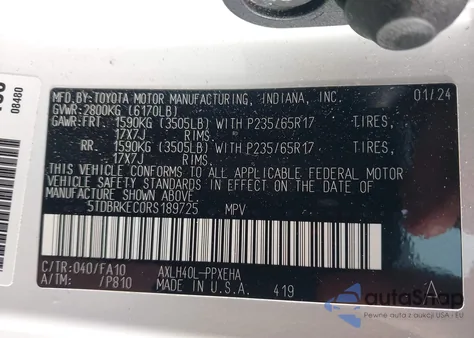 08480
MFD.BY:TOYOTA MOTOR MANUFACTURING, INDIANA, INC. 01/24
GVWR:2800KG (6170LB)
GAWR:FRT. 1590KG (3505LB) WITH P235/65R17 TIRES,
17X7J RIMS,
RR. 1590KG (3505LB) WITH P235/65R17 TIRES,
17X7J RIMS,
THIS VEHICLE CONFORMS TO ALL APPLICABLE FEDERAL MOTOR
VEHICLE SAFETY STANDARDS IN EFFECT ON THE DATE OF
MANUFACTURE SHOWN ABOVE.
5TDBRKEC0RS189725 MPV
C/TR:040/FA10 AXLH40L-PPXEHA
A/TM: /P810 MADE IN U.S.A. 419 A
autaShop
Pewne auto z aukcji USA i EU